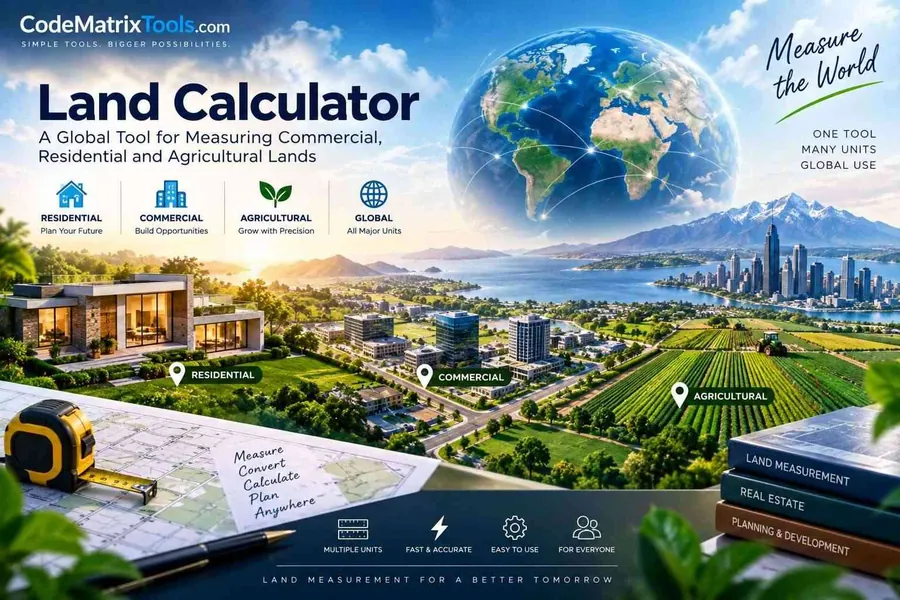 CodeMatrixTools.com
SIMPLE TOOLS. BIGGER POSSIBILITIES.
Measure
the World
Land Calculator
A Global Tool for Measuring Commercial,
Residential and Agricultural Lands
ONE TOOL
MANY UNITS
GLOBAL USE
RESIDENTIAL
Plan Your Future
COMMERCIAL
Build Opportunities
AGRICULTURAL
Grow with Precision
GLOBAL
All Major Units
RESIDENTIAL
COMMERCIAL
AGRICULTURAL
Measure
Convert
Calculate
Plan
Anywhere
LAND MEASUREMENT
REAL ESTATE
PLANNING & DEVELOPMENT
MULTIPLE UNITS
FAST & ACCURATE
EASY TO USE
FOR EVERYONE
LAND MEASUREMENT FOR A BETTER TOMORROW